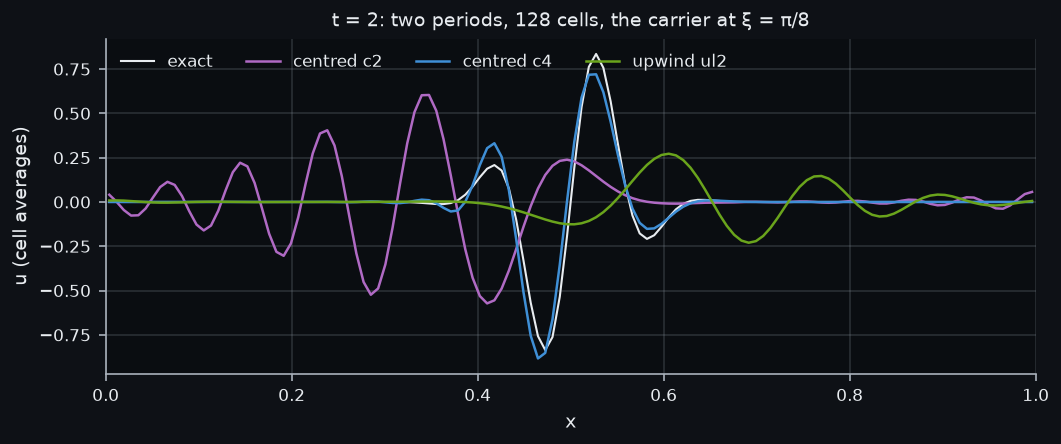 t = 2: two periods, 128 cells, the carrier at ξ = π/8
exact
centred c2
centred c4
upwind ul2
u (cell averages)
0.75
0.50
0.25
0.00
−0.25
−0.50
−0.75
0.0
0.2
0.4
0.6
0.8
1.0
x